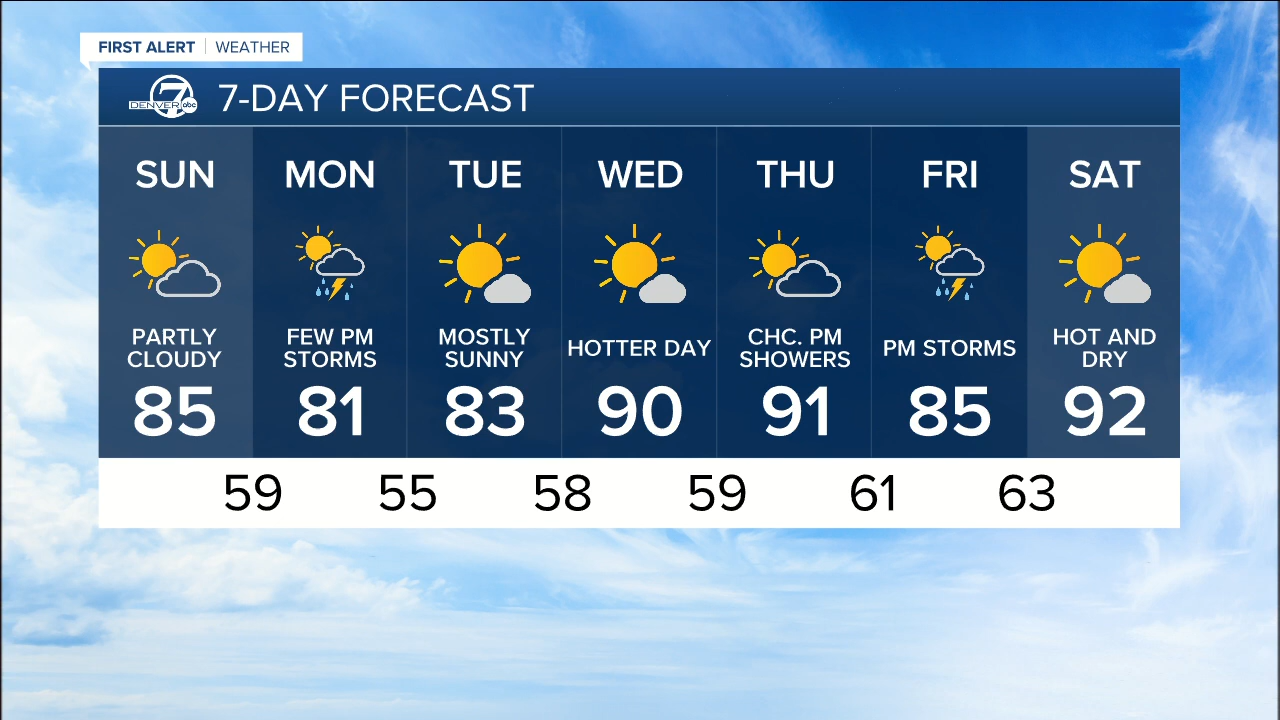 FIRST ALERT | WEATHER
DENVER 7 abc
7-DAY FORECAST
SUN MON TUE WED THU FRI SAT
PARTLY CLOUDY
FEW PM STORMS
MOSTLY SUNNY
HOTTER DAY
CHC. PM SHOWERS
PM STORMS
HOT AND DRY
85 81 83 90 91 85 92
59 55 58 59 61 63